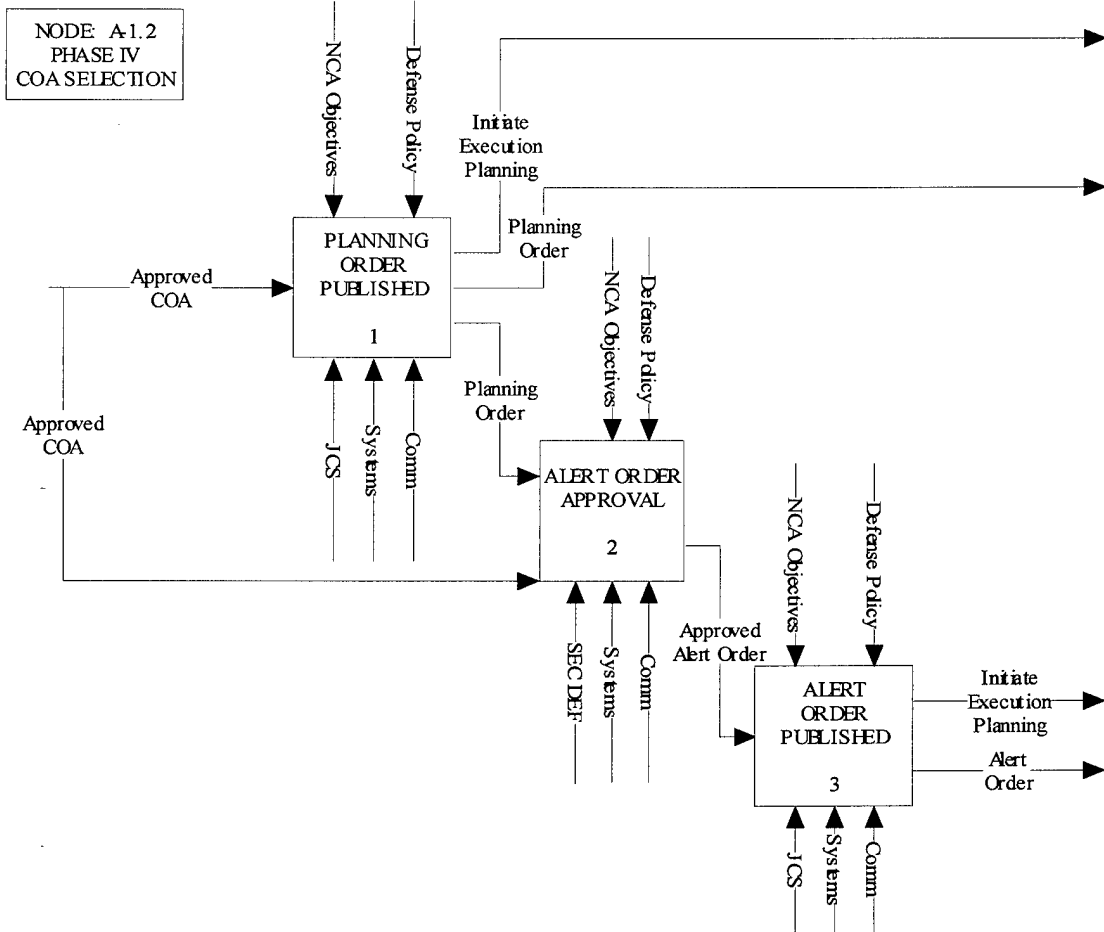 NODE: A-1.2
PHASE IV
COA SELECTION
NCA Objectives
Defense Policy
Initiate
Execution
Planning
Planning
Order
PLANNING
ORDER
PUBLISHED
1
Approved
COA
Approved
COA
JCS
Systems
Comm
Planning
Order
NCA Objectives
Defense Policy
ALERT ORDER
APPROVAL
2
SEC DEF
Systems
Comm
Approved
Alert Order
NCA Objectives
Defense Policy
ALERT
ORDER
PUBLISHED
3
Initiate
Execution
Planning
Alert
Order
JCS
Systems
Comm